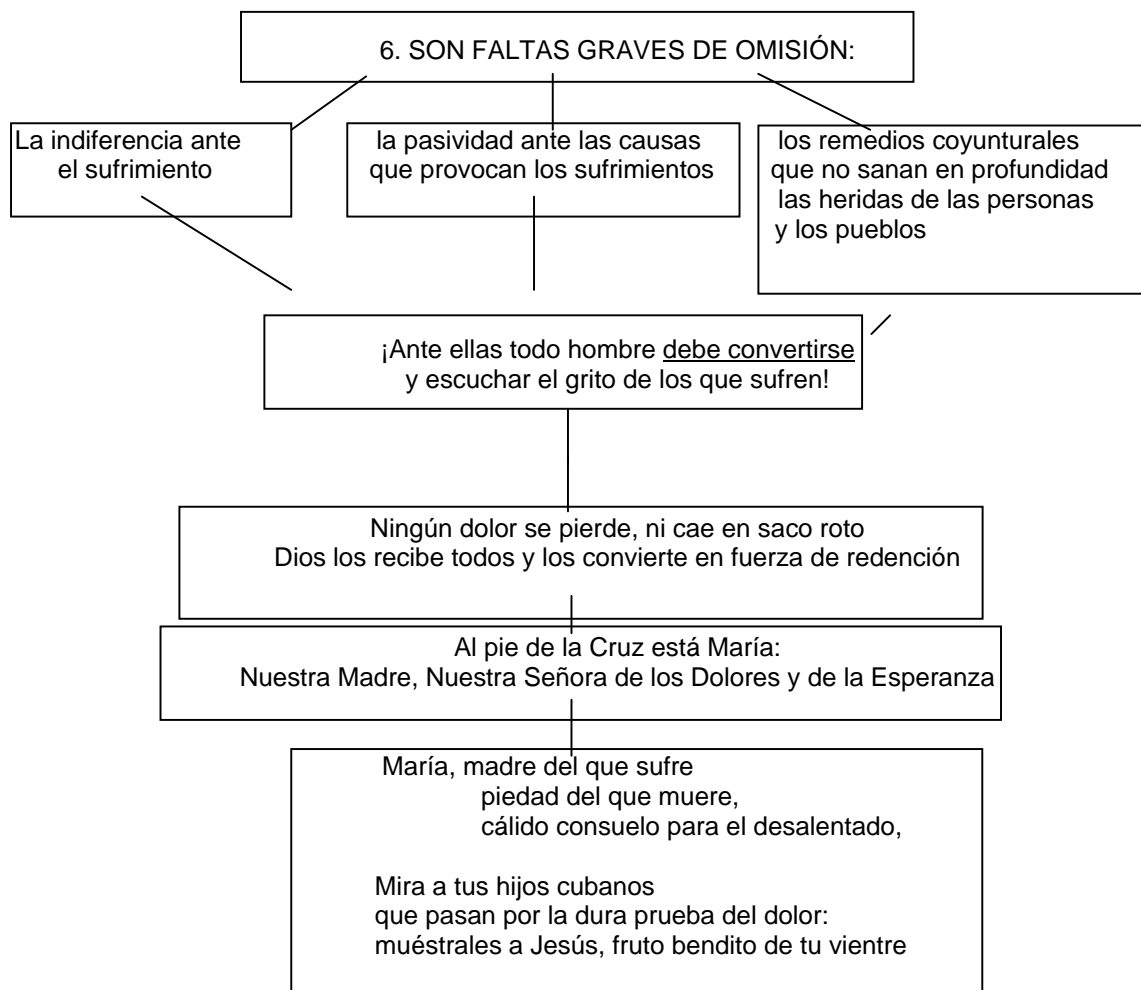 6. SON FALTAS GRAVES DE OMISIÓN:
La indiferencia ante
el sufrimiento
la pasividad ante las causas
que provocan los sufrimientos
los remedios coyunturales
que no sanan en profundidad
las heridas de las personas
y los pueblos
¡Ante ellas todo hombre debe convertirse
y escuchar el grito de los que sufren!
Ningún dolor se pierde, ni cae en saco roto
Dios los recibe todos y los convierte en fuerza de redención
Al pie de la Cruz está María:
Nuestra Madre, Nuestra Señora de los Dolores y de la Esperanza
María, madre del que sufre
piedad del que muere,
cálido consuelo para el desalentado,
Mira a tus hijos cubanos
que pasan por la dura prueba del dolor:
muéstrales a Jesús, fruto bendito de tu vientre